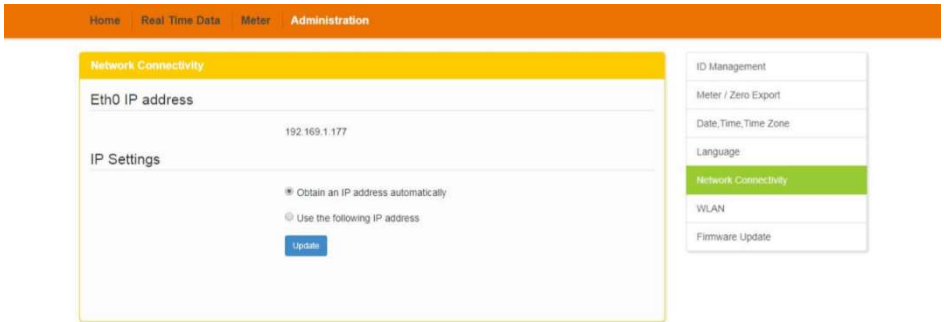 Home Real Time Data Meter Administration
Network Connectivity
Eth0 IP address
192.169.1.177
IP Settings
Obtain an IP address automatically
Use the following IP address
Update
ID Management
Meter / Zero Export
Date,Time,Time Zone
Language
Network Connectivity
WLAN
Firmware Update